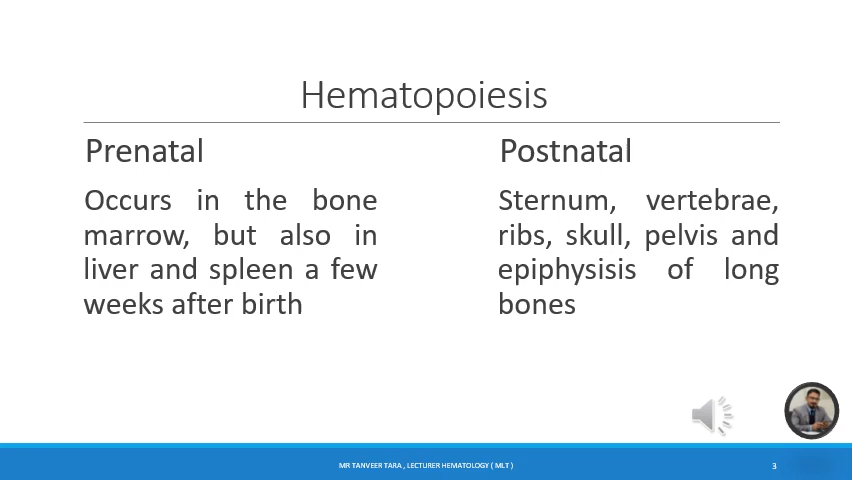 Hematopoiesis
Prenatal
Occurs in the bone
marrow, but also in
liver and spleen a few
weeks after birth
Postnatal
Sternum, vertebrae,
ribs, skull, pelvis and
epiphysisis of long
bones
MR TANVEER TARA , LECTURER HEMATOLOGY ( MLT )
3